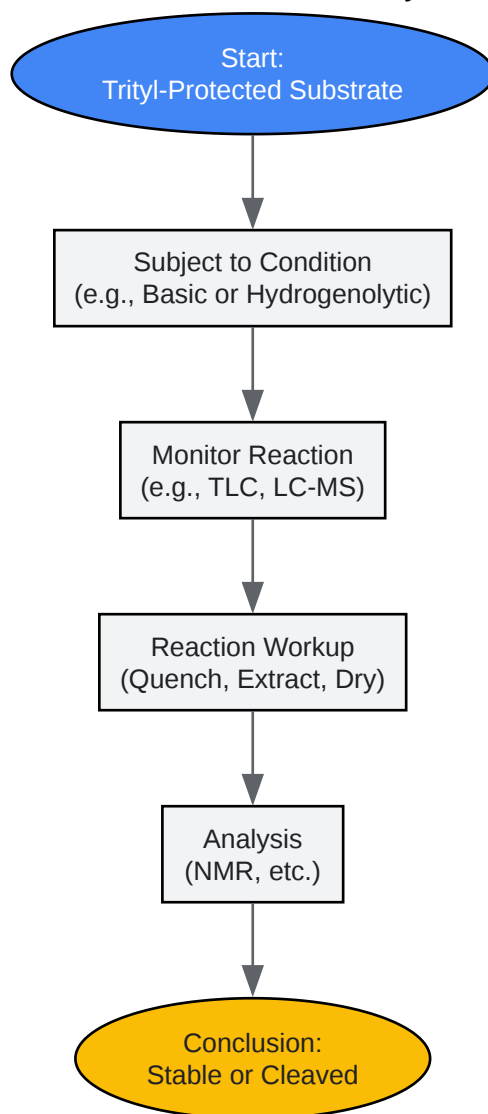 Start:
Trityl-Protected Substrate
Subject to Condition
(e.g., Basic or Hydrogenolytic)
Monitor Reaction
(e.g., TLC, LC-MS)
Reaction Workup
(Quench, Extract, Dry)
Analysis
(NMR, etc.)
Conclusion:
Stable or Cleaved